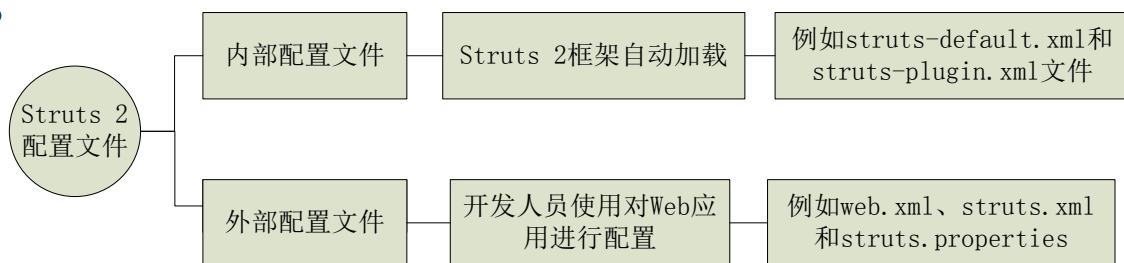 Struts 2
配置文件
内部配置文件
Struts 2框架自动加载
例如struts-default.xml和
struts-plugin.xml文件
外部配置文件
开发人员使用对Web应
用进行配置
例如web.xml、struts.xml
和struts.properties